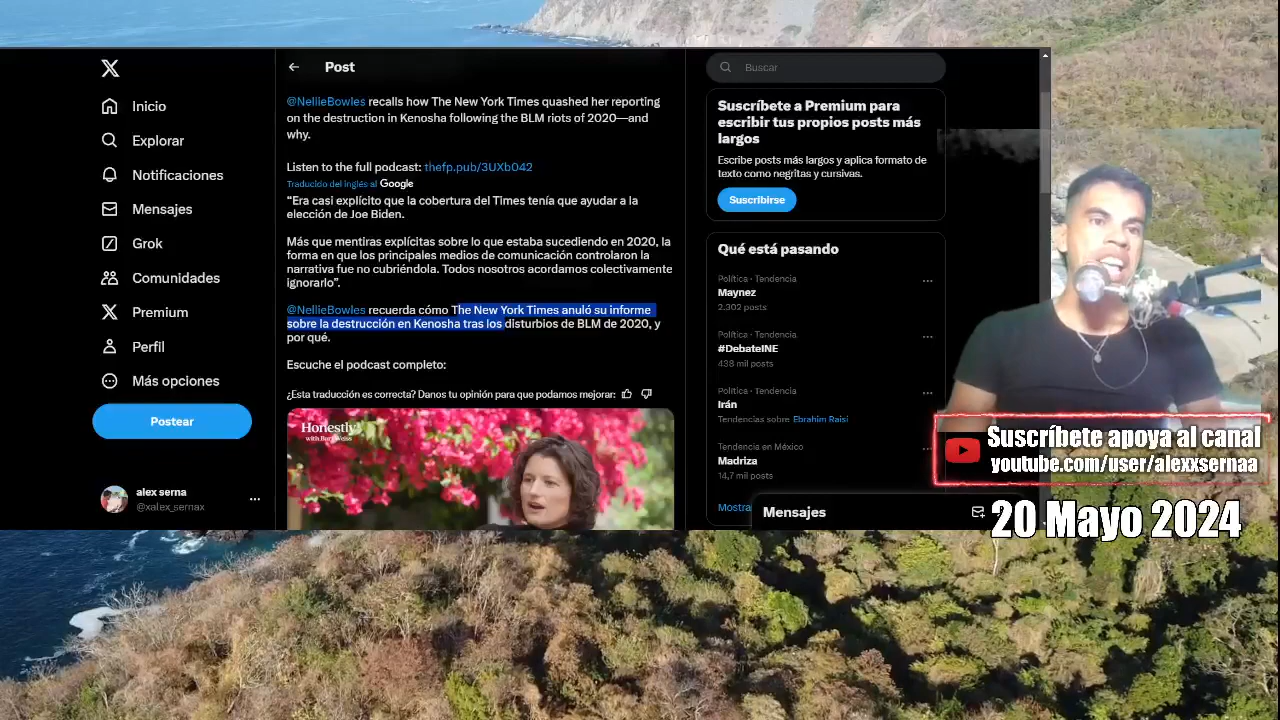 Post
Buscar
Inicio
Explorar
Notificaciones
Mensajes
Grok
Comunidades
Premium
Perfil
Más opciones
Postear
alex serna
@xalex_sernax
@NellieBowles recalls how The New York Times quashed her reporting
on the destruction in Kenosha following the BLM riots of 2020—and
why.
Listen to the full podcast: thefp.pub/3UXb042
Traducido del inglés al Google
“Era casi explícito que la cobertura del Times tenía que ayudar a la
elección de Joe Biden.
Más que mentiras explícitas sobre lo que estaba sucediendo en 2020, la
forma en que los principales medios de comunicación controlaron la
narrativa fue no cubriéndola. Todos nosotros acordamos colectivamente
ignorarlo”.
@NellieBowles recuerda cómo The New York Times anuló su informe
sobre la destrucción en Kenosha tras los disturbios de BLM de 2020, y
por qué.
Escuche el podcast completo:
¿Esta traducción es correcta? Danos tu opinión para que podamos mejorar:
Honestly
with Bari Weiss
Suscríbete a Premium para
escribir tus propios posts más
largos
Escribe posts más largos y aplica formato de
texto como negritas y cursivas.
Suscribirse
Qué está pasando
Política · Tendencia
Maynez
2.302 posts
#DebateINE
438 mil posts
Política · Tendencia
Irán
Tendencias sobre Ebrahim Raisi
Tendencia en México
Madriza
14,7 mil posts
Mostra
Mensajes
Suscríbete apoya al canal
youtube.com/user/alexxsernaa
20 Mayo 2024